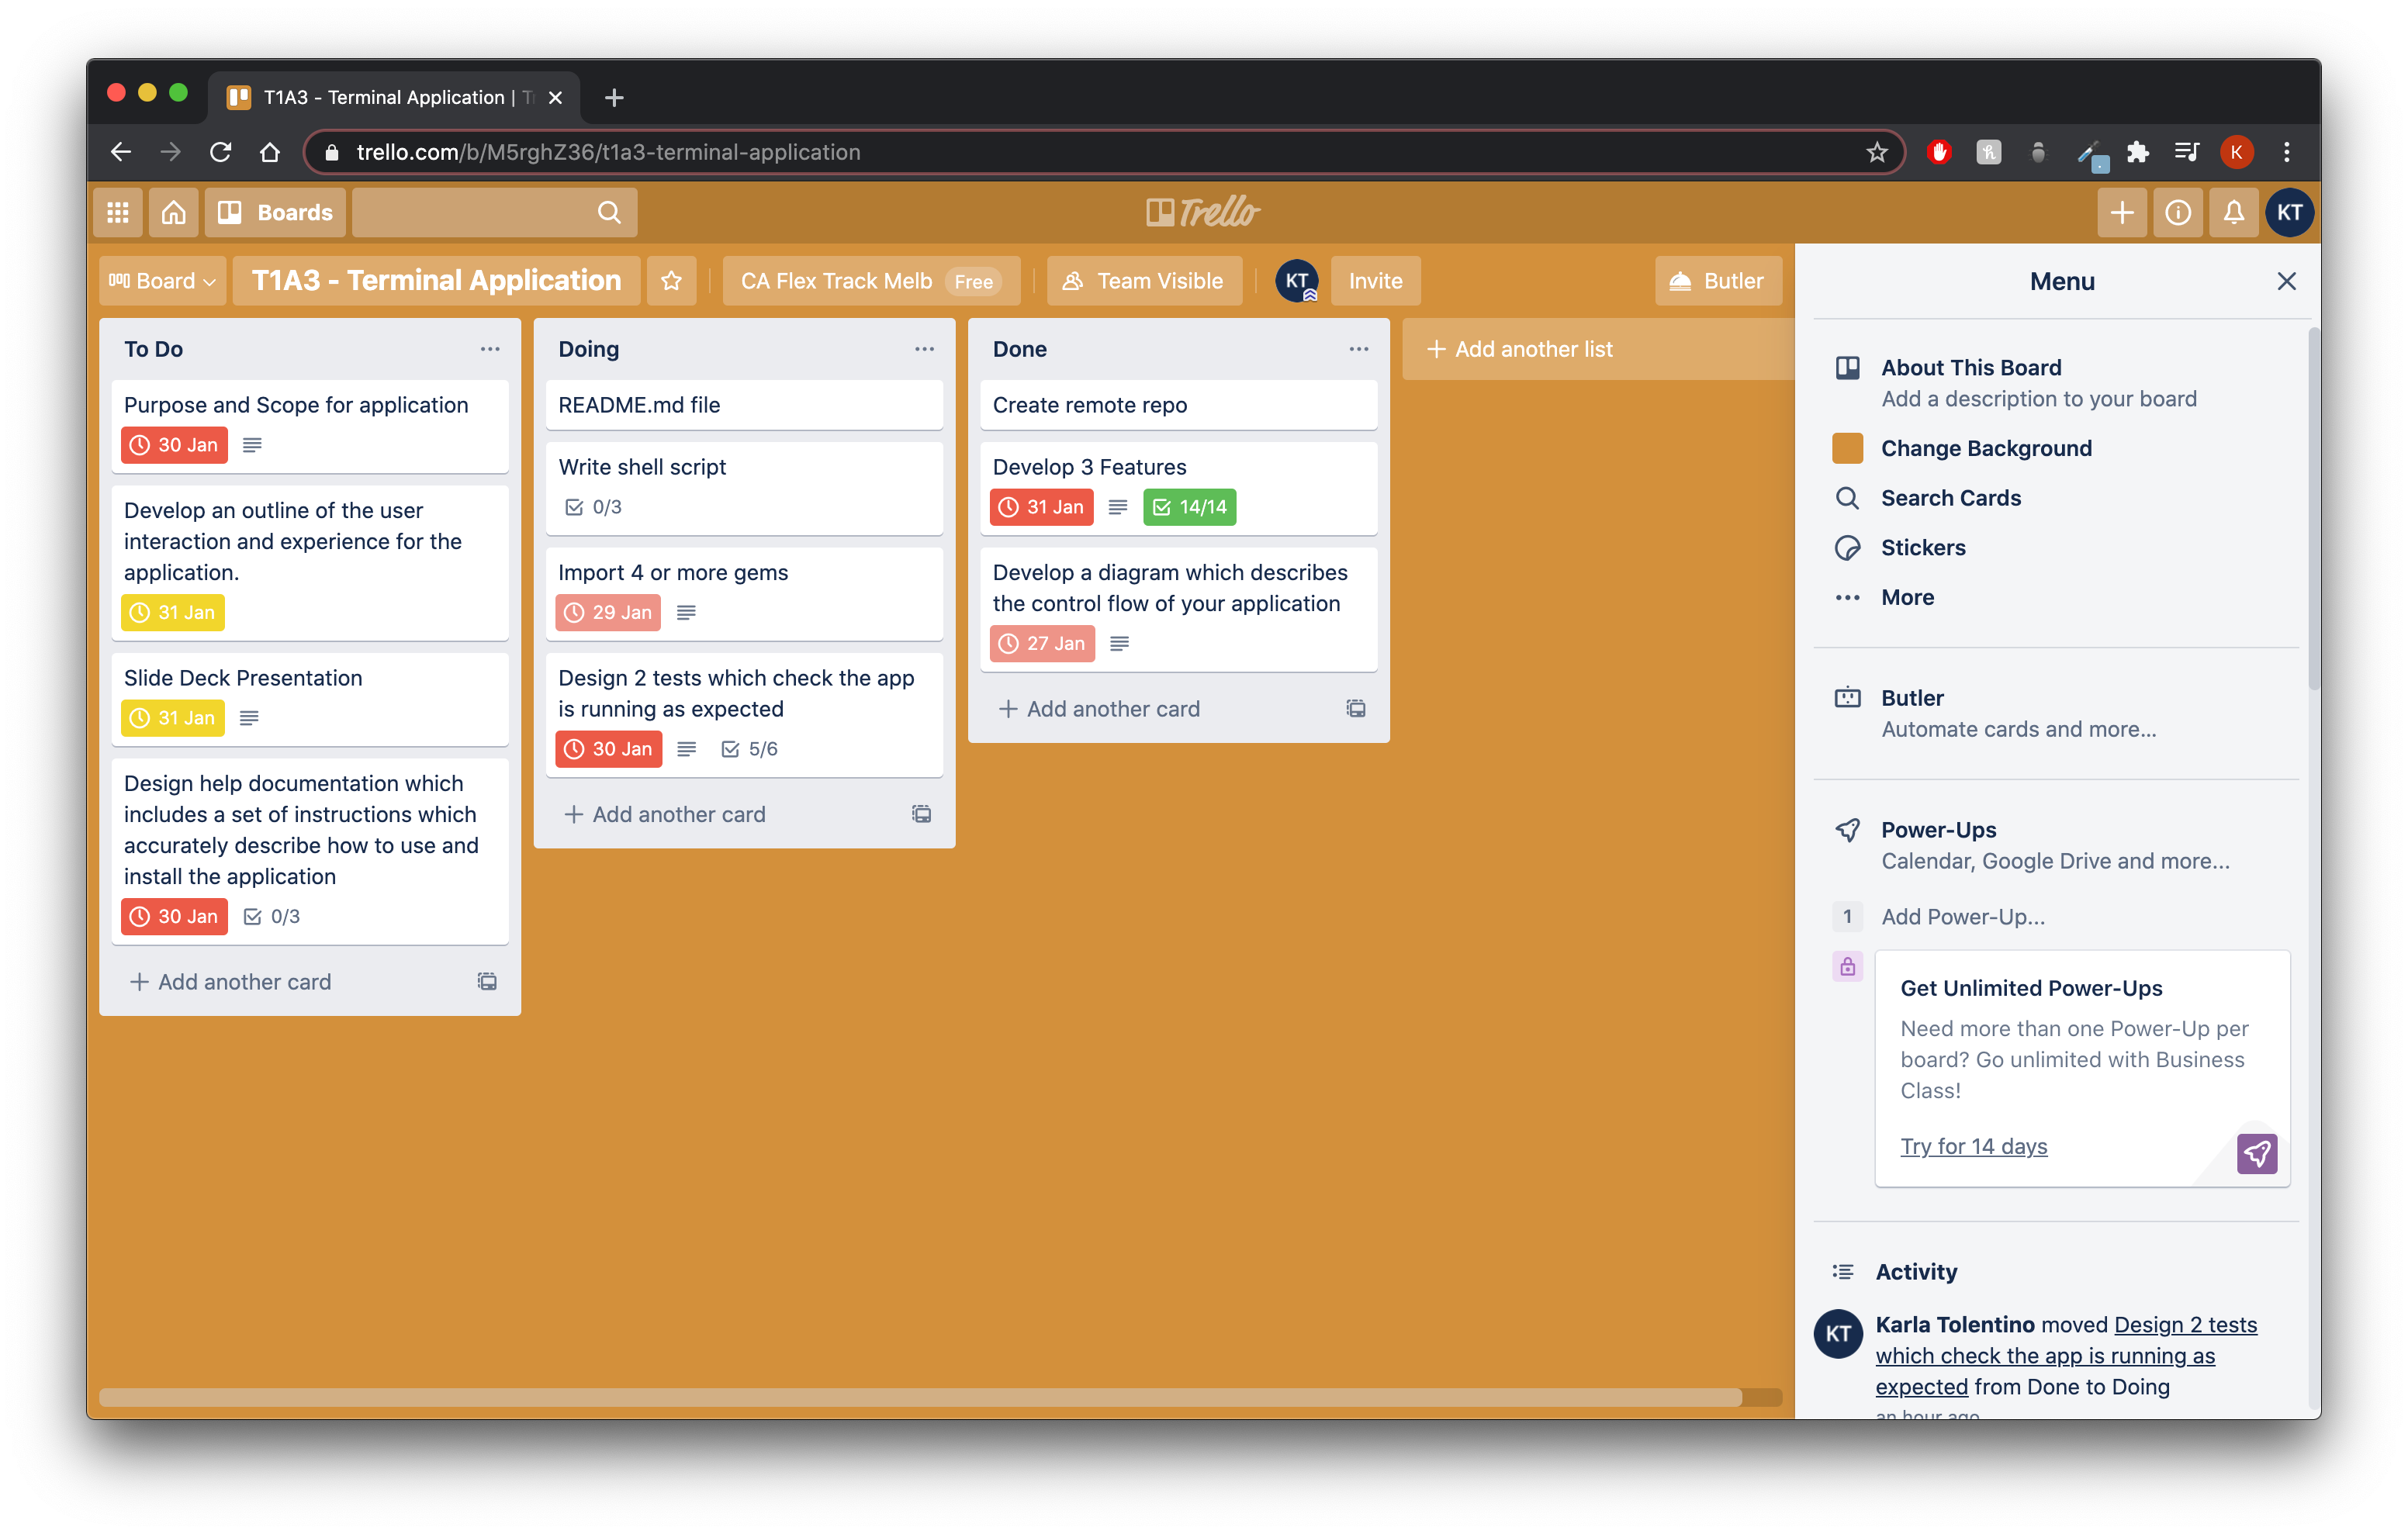 T1A3 - Terminal Application |
trello.com/b/M5rghZ36/t1a3-terminal-application
K
Boards
Trello
KT
Board
T1A3 - Terminal Application
CA Flex Track Melb Free
Team Visible
KT
Invite
Butler
To Do
Purpose and Scope for application
30 Jan
Develop an outline of the user
interaction and experience for the
application.
31 Jan
Slide Deck Presentation
31 Jan
Design help documentation which
includes a set of instructions which
accurately describe how to use and
install the application
30 Jan 0/3
+ Add another card
Doing
README.md file
Write shell script
0/3
Import 4 or more gems
29 Jan
Design 2 tests which check the app
is running as expected
30 Jan 5/6
+ Add another card
Done
Create remote repo
Develop 3 Features
31 Jan 14/14
Develop a diagram which describes
the control flow of your application
27 Jan
+ Add another card
+ Add another list
Menu
About This Board
Add a description to your board
Change Background
Search Cards
Stickers
More
Butler
Automate cards and more...
Power-Ups
Calendar, Google Drive and more...
1 Add Power-Up...
Get Unlimited Power-Ups
Need more than one Power-Up per
board? Go unlimited with Business
Class!
Try for 14 days
Activity
KT
Karla Tolentino moved Design 2 tests
which check the app is running as
expected from Done to Doing
an hour ago